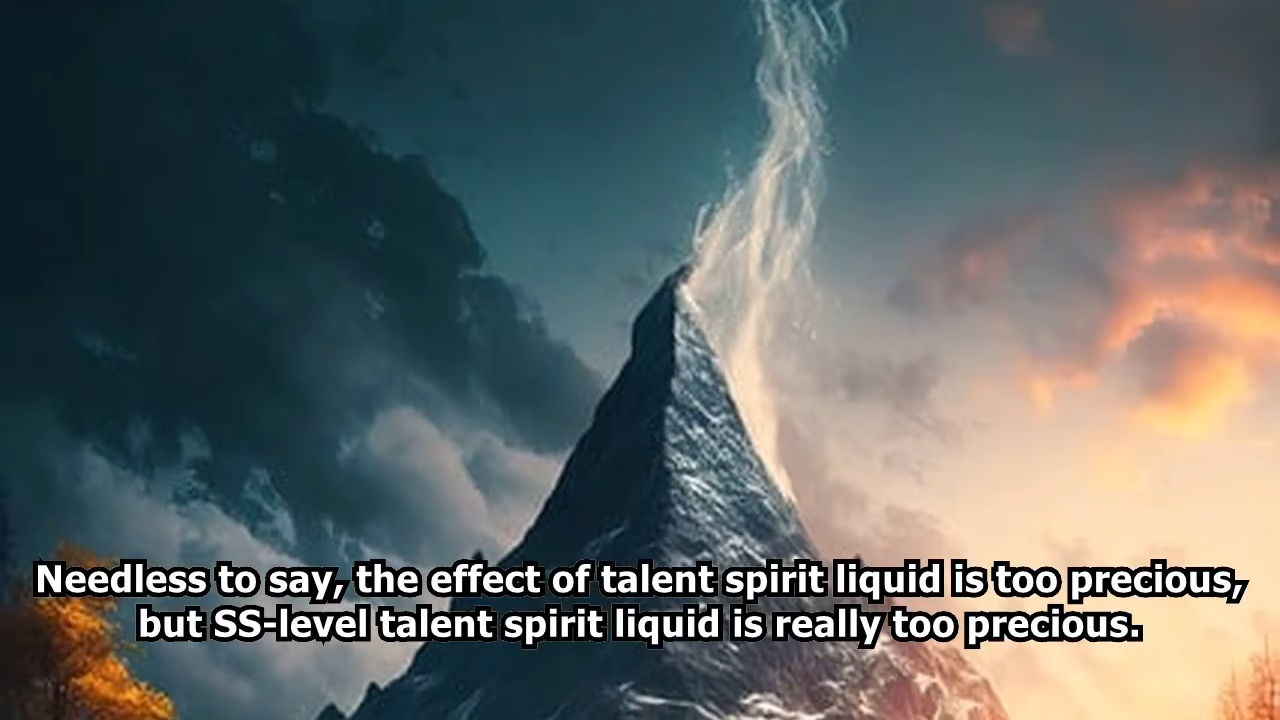 Needless to say, the effect of talent spirit liquid is too precious,
but SS-level talent spirit liquid is really too precious.